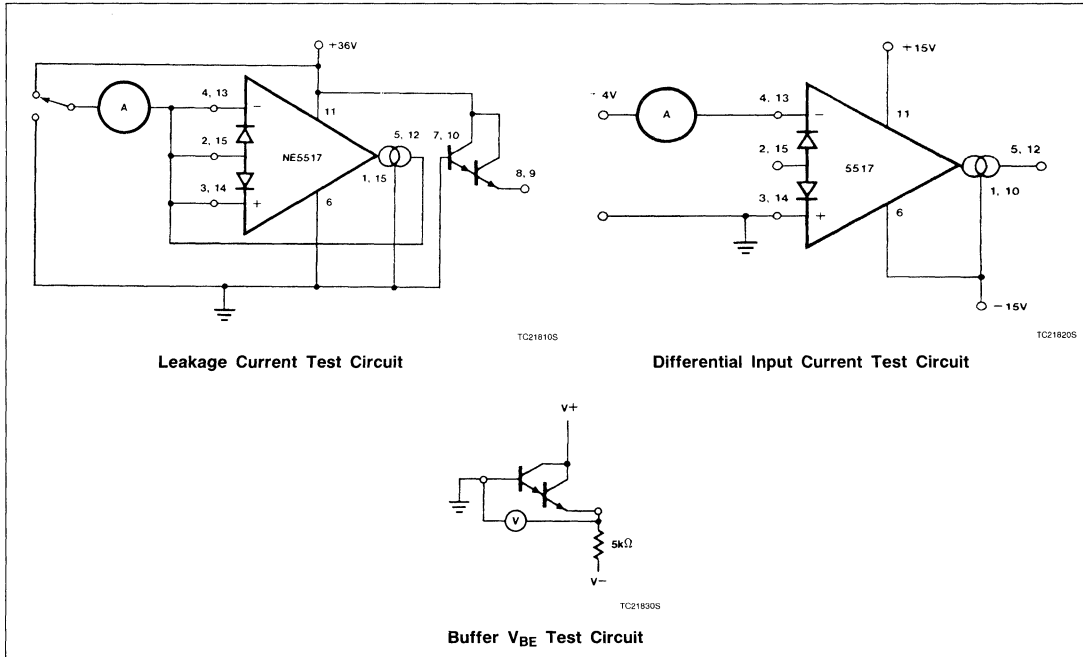 +36V
A
4, 13
−
11
2, 15
NE5517
5, 12
7, 10
1, 15
8, 9
3, 14
+
6
TC21810S
Leakage Current Test Circuit
+15V
4V
A
4, 13
−
11
2, 15
5517
5, 12
1, 10
3, 14
+
6
−15V
TC21820S
Differential Input Current Test Circuit
V+
V
5kΩ
V−
TC21830S
Buffer VBE Test Circuit